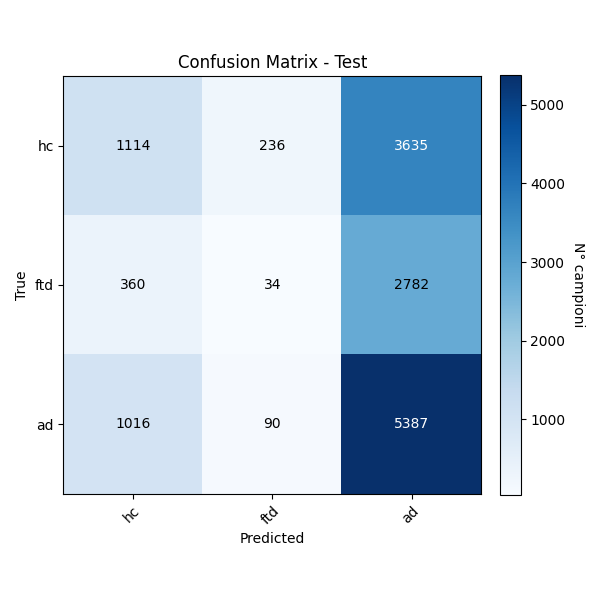 Confusion Matrix - Test
hc 1114 236 3635
ftd 360 34 2782
ad 1016 90 5387
hc ftd ad
True
Predicted
5000
4000
3000
2000
1000
N° campioni